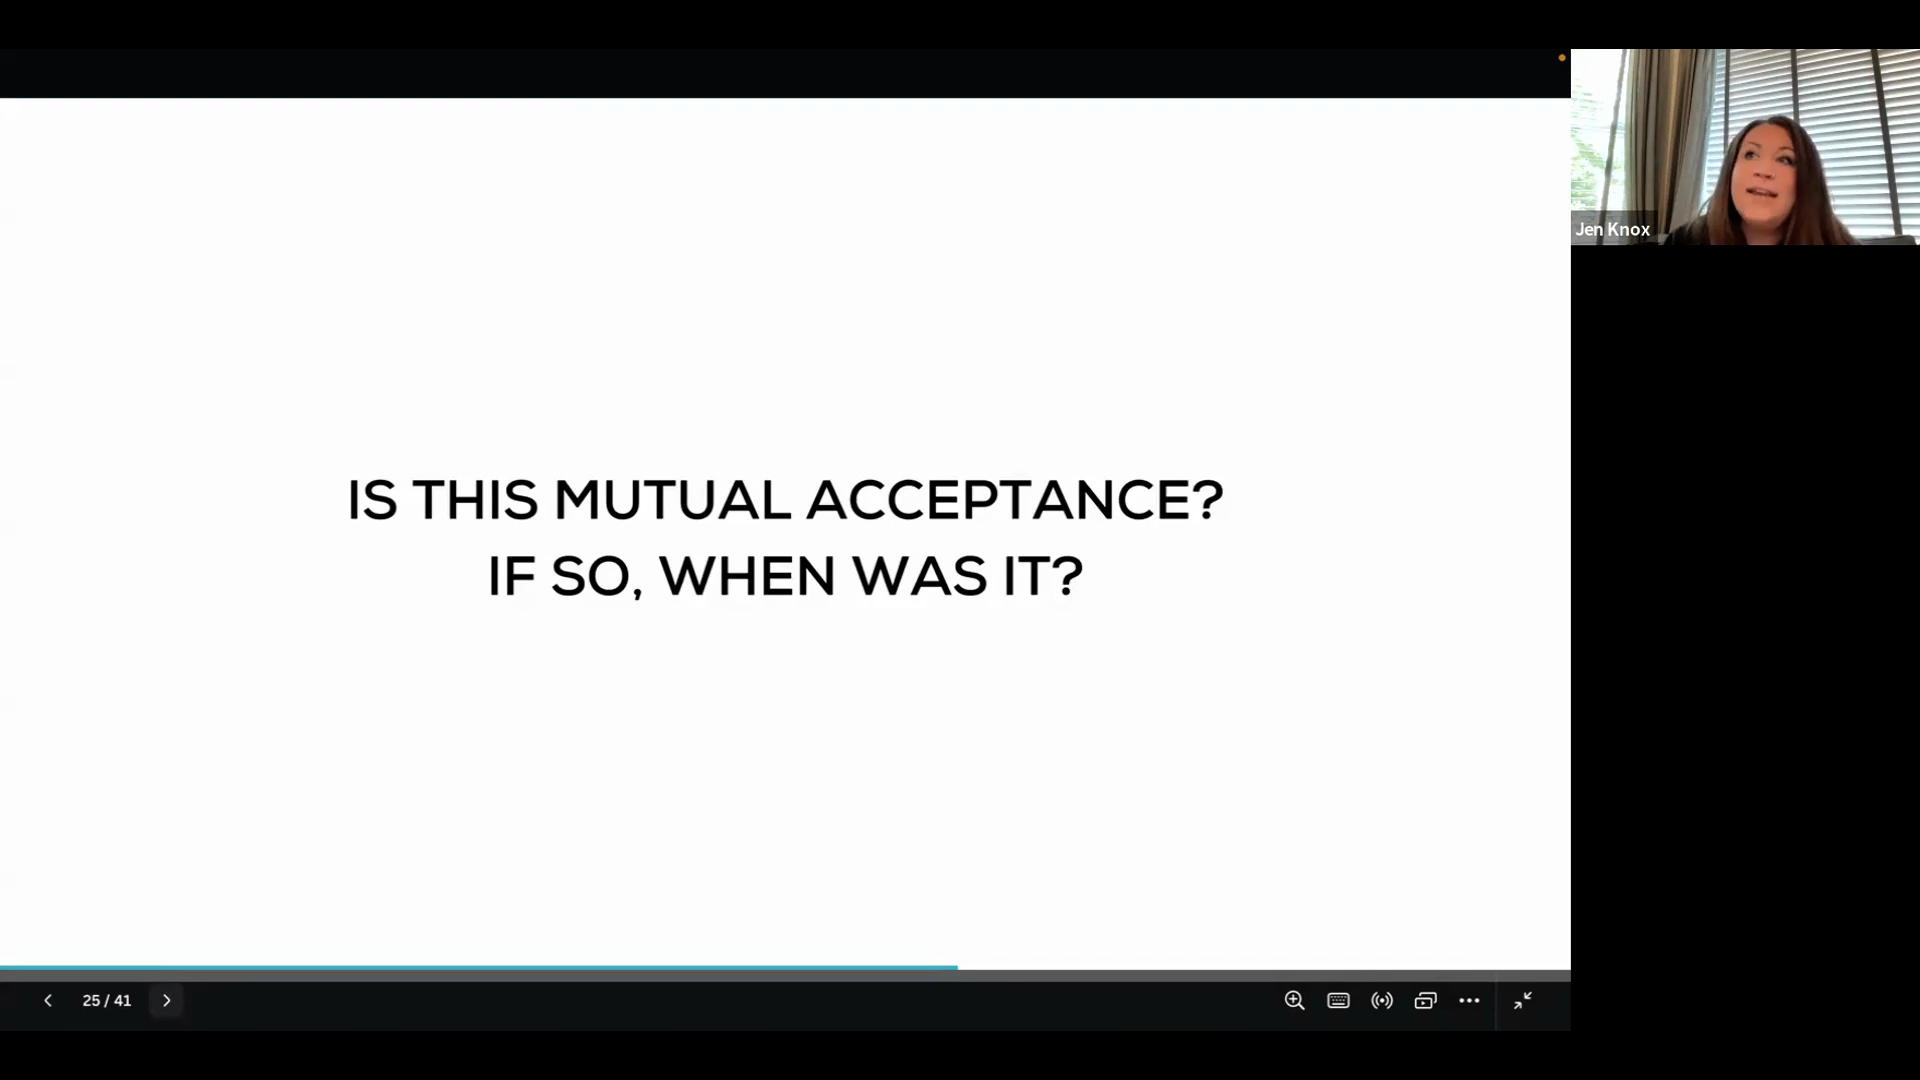 Jen Knox
IS THIS MUTUAL ACCEPTANCE?
IF SO, WHEN WAS IT?
25 / 41